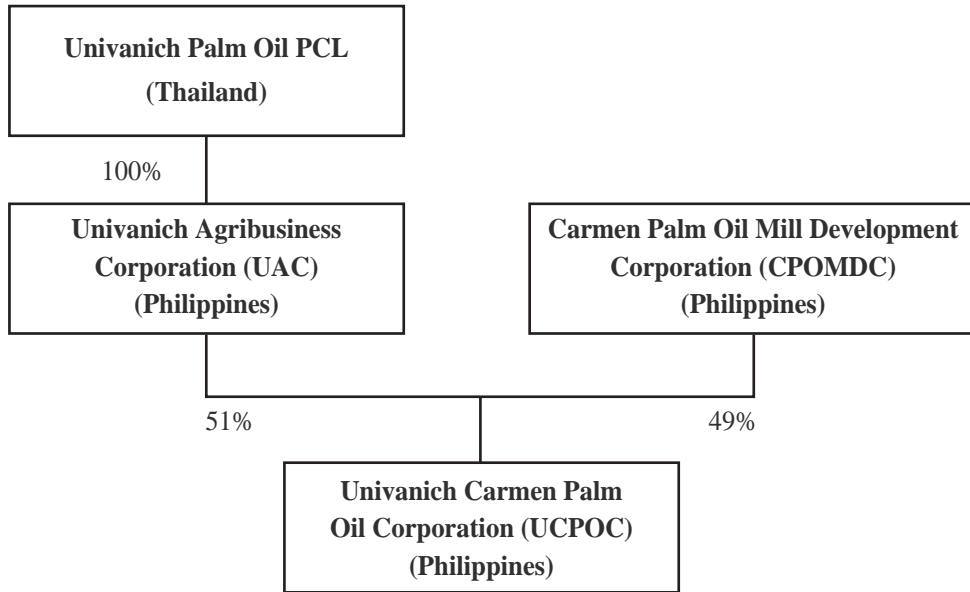 Univanich Palm Oil PCL
(Thailand)
100%
Univanich Agribusiness
Corporation (UAC)
(Philippines)
Carmen Palm Oil Mill Development
Corporation (CPOMDC)
(Philippines)
51%
49%
Univanich Carmen Palm
Oil Corporation (UCPOC)
(Philippines)